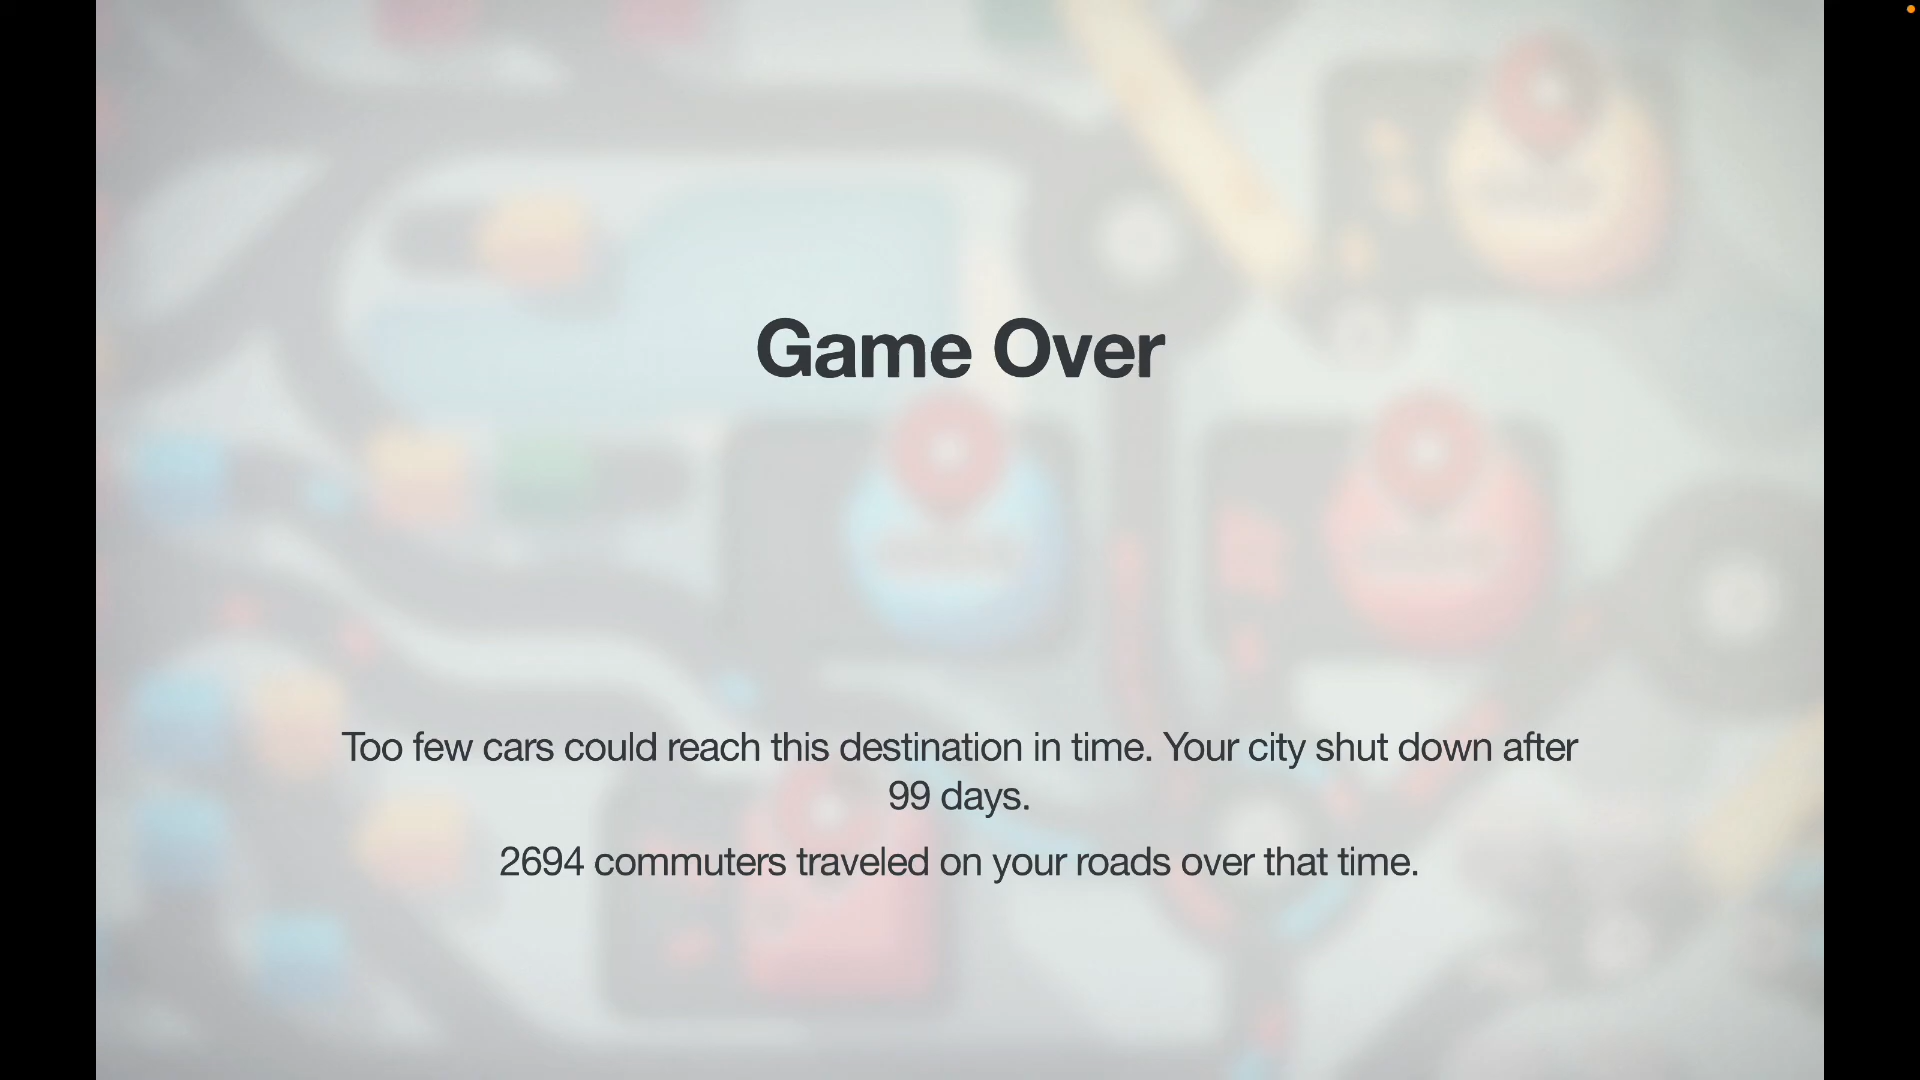 Game Over
Too few cars could reach this destination in time. Your city shut down after
99 days.
2694 commuters traveled on your roads over that time.